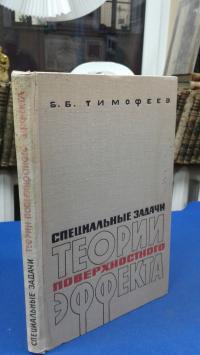 Б.Б. ТИМОФЕЕВ
СПЕЦИАЛЬНЫЕ ЗАДАЧИ
ТЕОРИИ
ПОВЕРХНОСТНОГО
ЭФФЕКТА
СПЕЦИАЛЬНЫЕ ЗАДАЧИ ТЕОРИИ ПОВЕРХНОСТНОГО ЭФФЕКТА